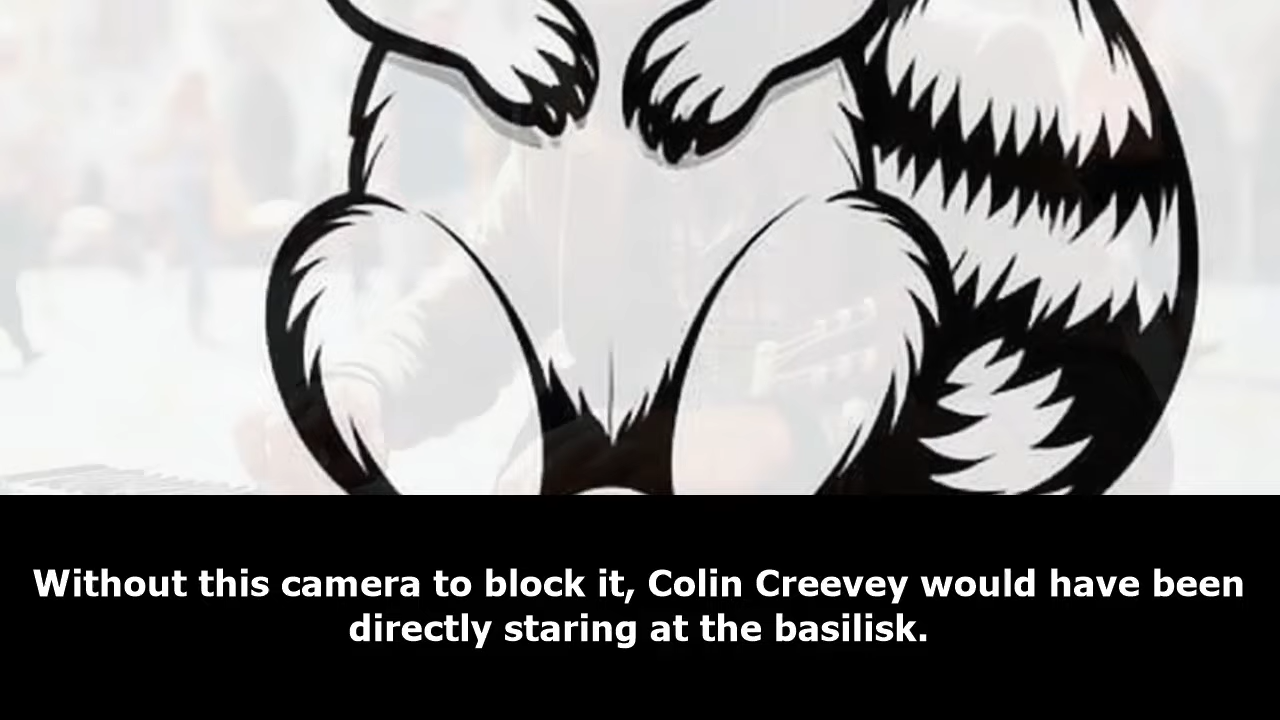 Without this camera to block it, Colin Creevey would have been
directly staring at the basilisk.